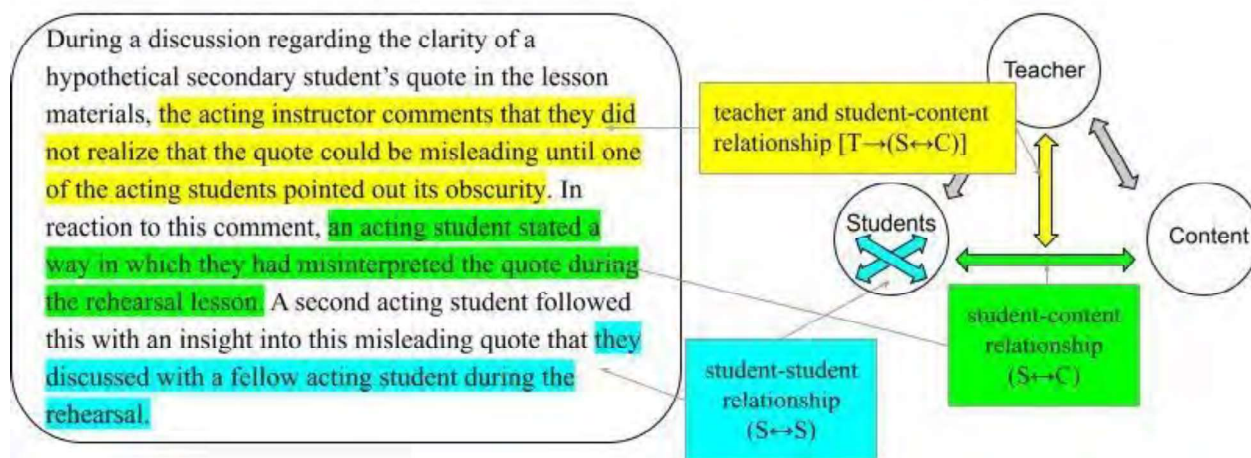 During a discussion regarding the clarity of a
hypothetical secondary student's quote in the lesson
materials, the acting instructor comments that they did
not realize that the quote could be misleading until one
of the acting students pointed out its obscurity. In
reaction to this comment, an acting student stated a
way in which they had misinterpreted the quote during
the rehearsal lesson. A second acting student followed
this with an insight into this misleading quote that they
discussed with a fellow acting student during the
rehearsal.
teacher and student-content
relationship [T→(S↔C)]
Teacher
Students
Content
student-content
relationship
(S↔C)
student-student
relationship
(S↔S)